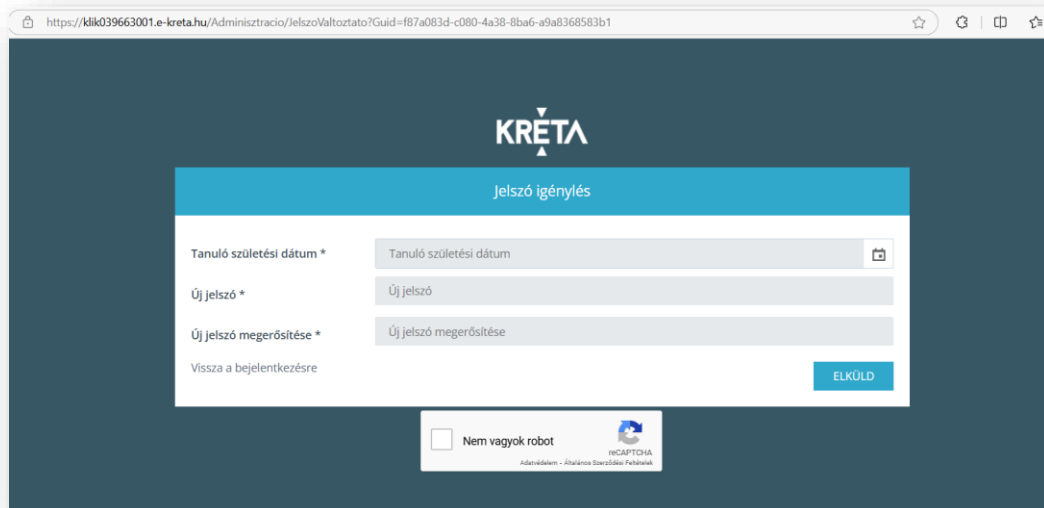 https://klik039663001.e-kreta.hu/Adminisztracio/JelszoValtoztato?Guid=f87a083d-c080-4a38-8ba6-a9a8368583b1
KRÉTA
Jelszó igénylés
Tanuló születési dátum * Tanuló születési dátum
Új jelszó * Új jelszó
Új jelszó megerősítése * Új jelszó megerősítése
Vissza a bejelentkezésre ELKÜLD
Nem vagyok robot
reCAPTCHA
Adatvédelem - Általános Szerződési Feltételek